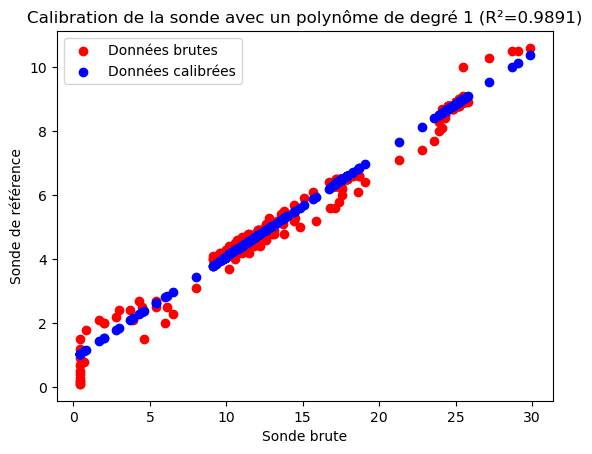 Calibration de la sonde avec un polynôme de degré 1 (R²=0.9891)
Données brutes
Données calibrées
Sonde de référence
10
8
6
4
2
0
0 5 10 15 20 25 30
Sonde brute